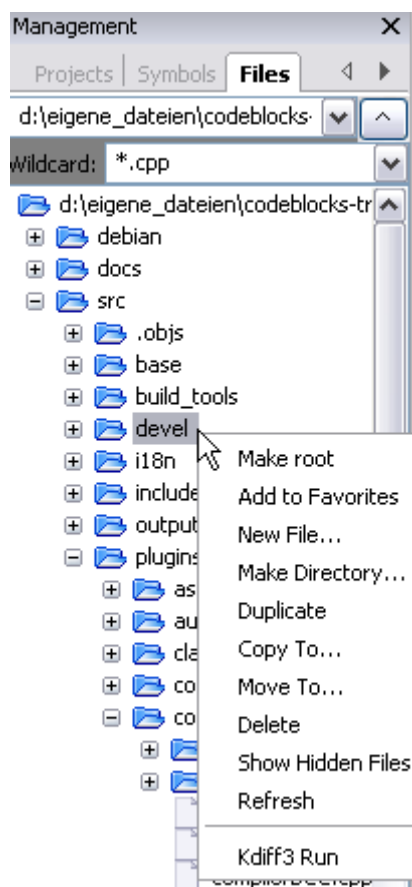 Management
Projects Symbols Files
d:\eigene_dateien\codeblocks-
Wildcard: *.cpp
d:\eigene_dateien\codeblocks-tr
debian
docs
src
.objs
base
build_tools
devel
i18n
Make root
include
Add to Favorites
output
New File...
plugins
Make Directory...
as
Duplicate
au
cla
Copy To...
co
Move To...
co
Delete
Show Hidden Files
Refresh
Kdiff3 Run